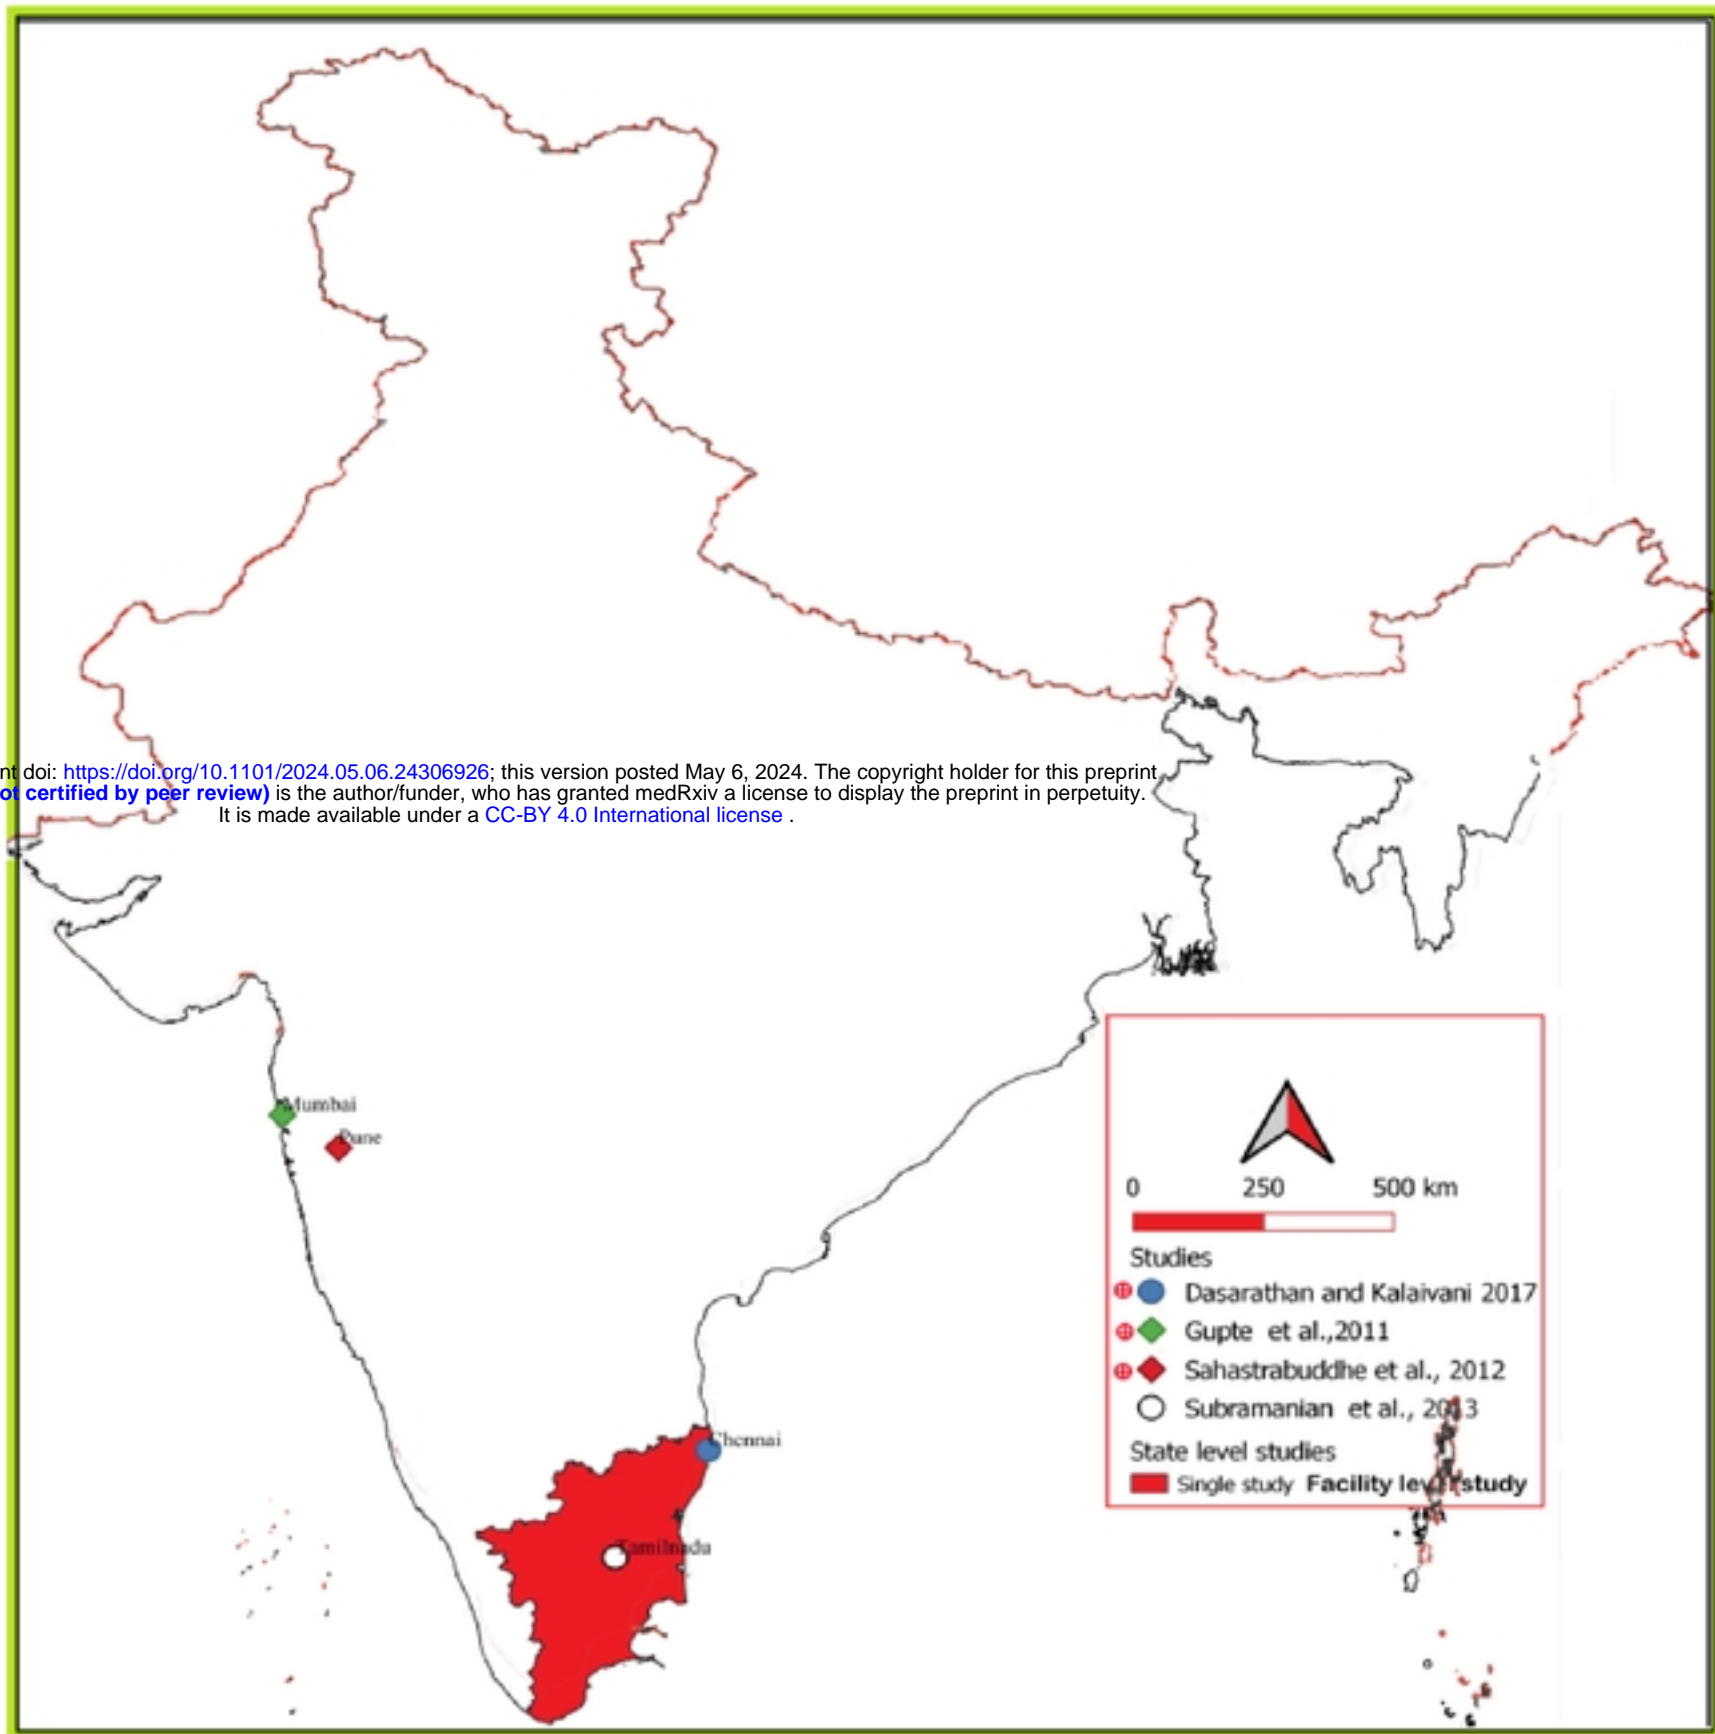 nt doi: https://doi.org/10.1101/2024.05.06.24306926; this version posted May 6, 2024. The copyright holder for this preprint
ot certified by peer review) is the author/funder, who has granted medRxiv a license to display the preprint in perpetuity.
It is made available under a CC-BY 4.0 International license .
Mumbai
Pune
0 250 500 km
Studies
Dasarathan and Kalaivani 2017
Gupte et al.,2011
Sahastrabuddhe et al., 2012
Subramanian et al., 2013
Chennai
State level studies
Single study Facility level study
Tamilnadu